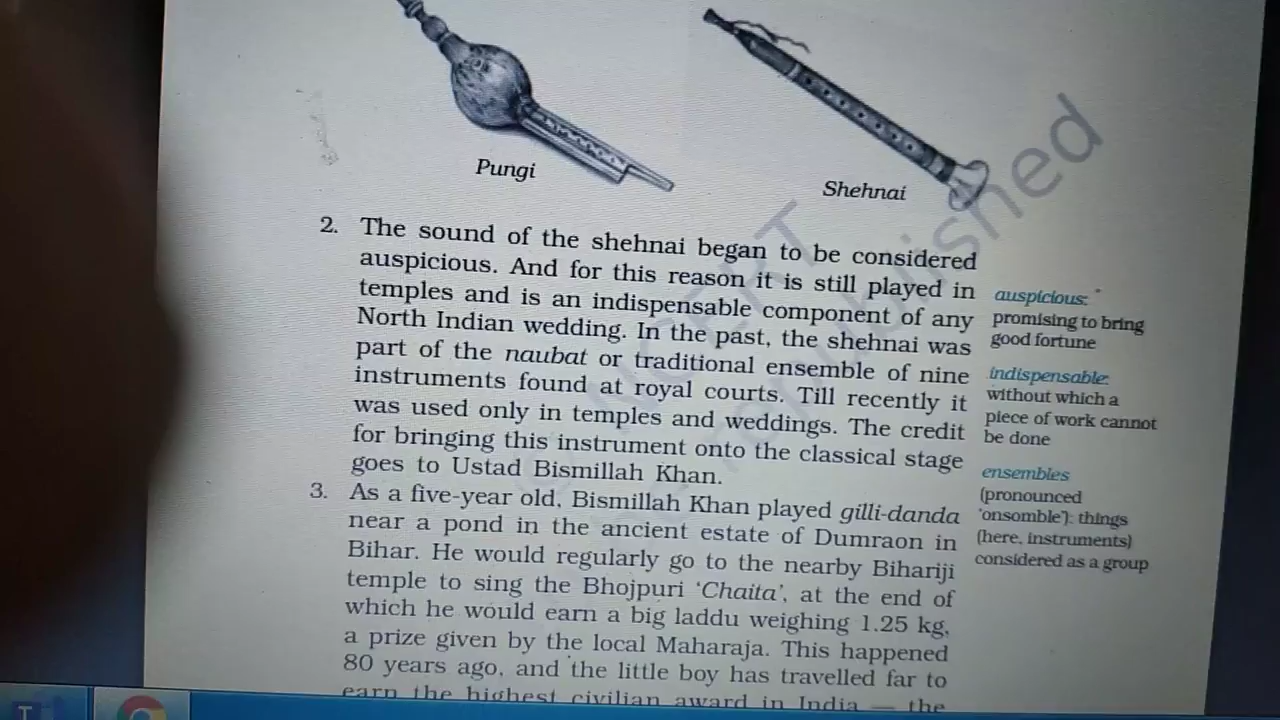 Pungi
Shehnai
2. The sound of the shehnai began to be considered
auspicious. And for this reason it is still played in
temples and is an indispensable component of any
North Indian wedding. In the past, the shehnai was
part of the naubat or traditional ensemble of nine
instruments found at royal courts. Till recently it
was used only in temples and weddings. The credit
for bringing this instrument onto the classical stage
goes to Ustad Bismillah Khan.
3. As a five-year old, Bismillah Khan played gilli-danda
near a pond in the ancient estate of Dumraon in
Bihar. He would regularly go to the nearby Bihariji
temple to sing the Bhojpuri ‘Chaita’, at the end of
which he would earn a big laddu weighing 1.25 kg,
a prize given by the local Maharaja. This happened
80 years ago, and the little boy has travelled far to
earn the highest civilian award in India — the
auspicious:
promising to bring
good fortune
indispensable:
without which a
piece of work cannot
be done
ensembles
(pronounced
‘onsomble’): things
(here, instruments)
considered as a group